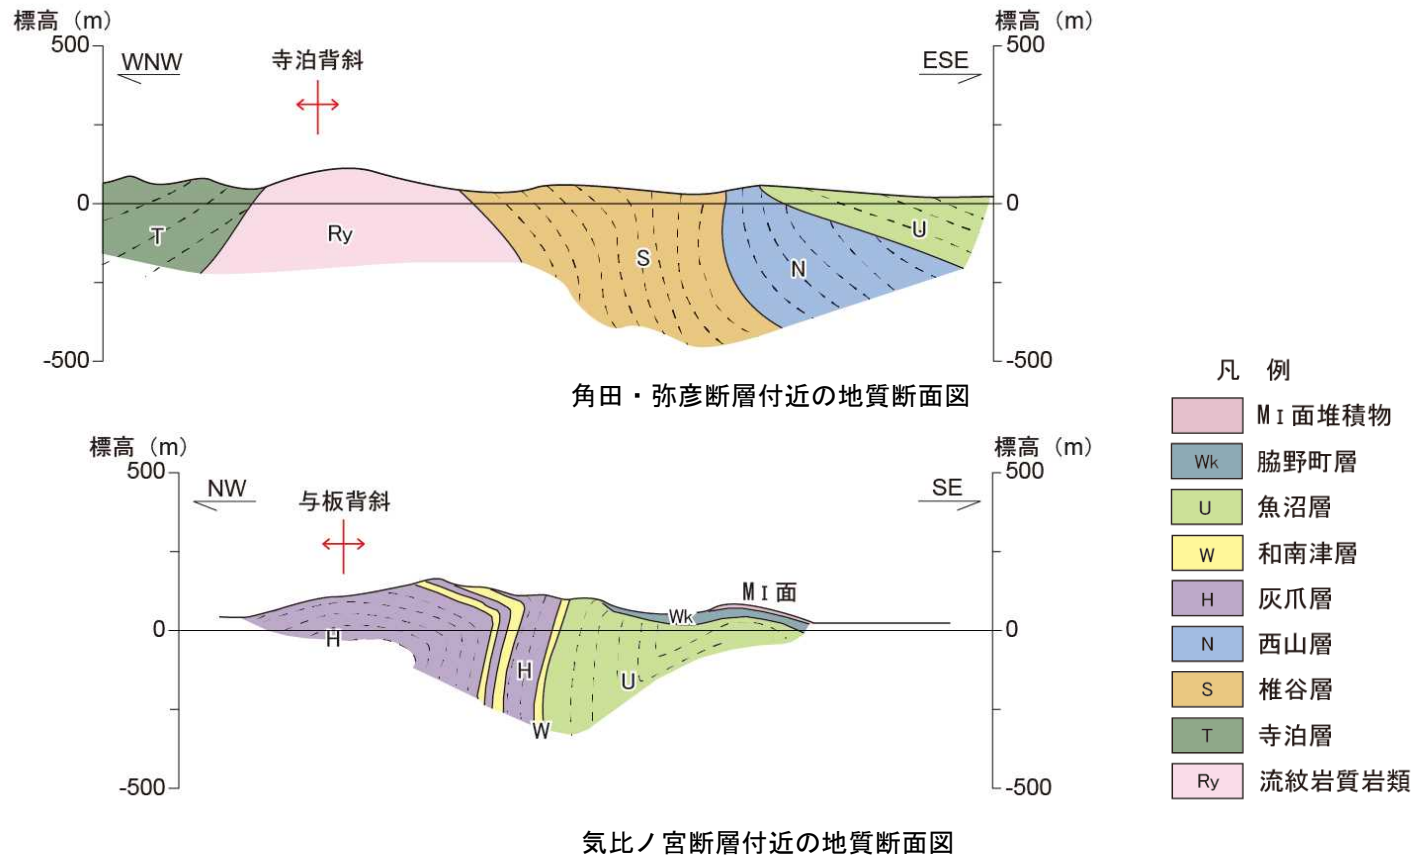 標高（m）
標高（m）
500
500
WNW
寺泊背斜
ESE
0
0
T
Ry
S
N
U
-500
-500
角田・弥彦断層付近の地質断面図
標高（m）
標高（m）
500
500
NW
与板背斜
SE
MⅠ面
Wk
0
0
H
H
U
W
-500
-500
気比ノ宮断層付近の地質断面図
凡 例
MⅠ面堆積物
Wk 脇野町層
U 魚沼層
W 和南津層
H 灰爪層
N 西山層
S 椎谷層
T 寺泊層
Ry 流紋岩質岩類